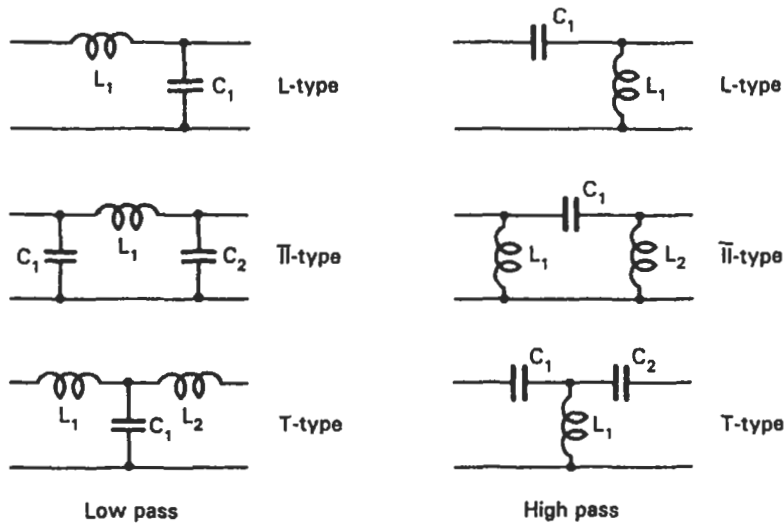 C₁
L₁ C₁ L-type
L₁ L-type
C₁
C₁ L₁ C₂ π-type
L₁ L₂ π-type
C₁ C₂
L₁ C₁ L₂ T-type
L₁ T-type
Low pass High pass